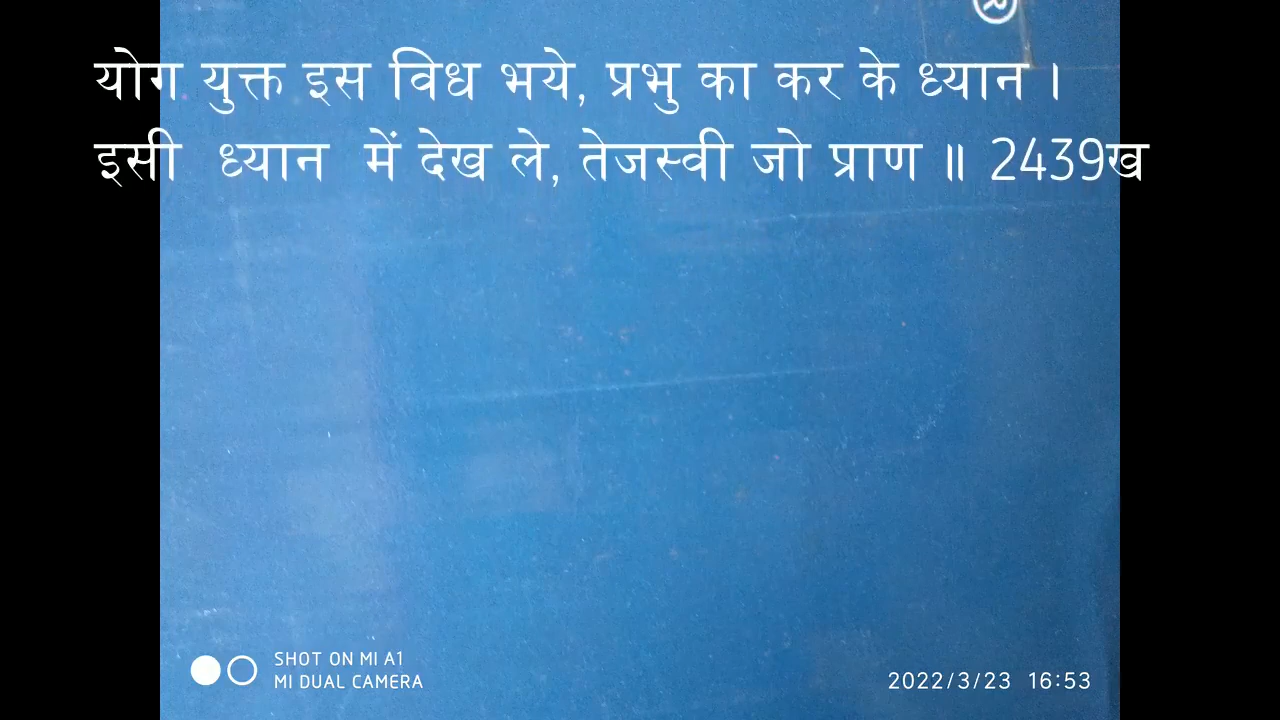 योग युक्त इस विध भये, प्रभु का कर के ध्यान ।
इसी ध्यान में देख ले, तेजस्वी जो प्राण ॥ 2439ख
SHOT ON MI A1
MI DUAL CAMERA
2022/3/23 16:53